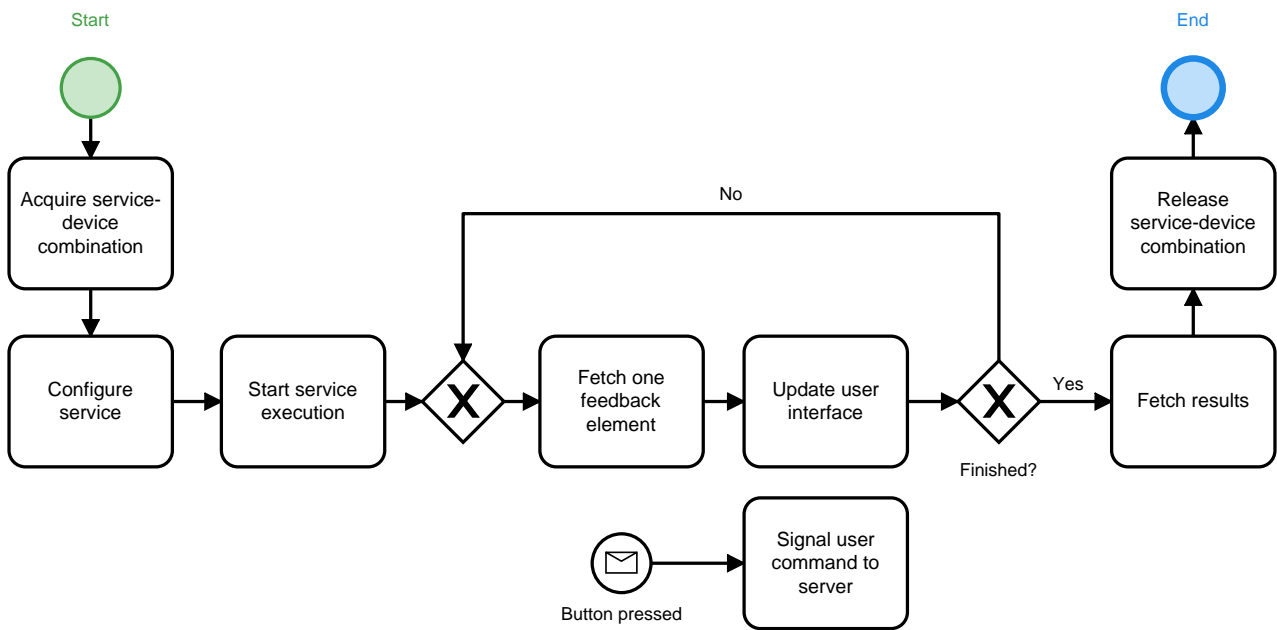 Start
End
Acquire service-
device
combination
No
Release
service-device
combination
Configure
service
Start service
execution
Fetch one
feedback
element
Update user
interface
Yes
Fetch results
Finished?
Signal user
command to
server
Button pressed